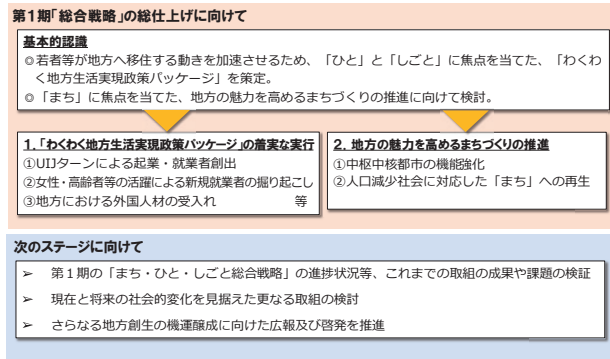 第1期「総合戦略」の総仕上げに向けて
基本的認識
◎若者等が地方へ移住する動きを加速させるため、「ひと」と「しごと」に焦点を当てた、「わくわ
く地方生活実現政策パッケージ」を策定。
◎「まち」に焦点を当てた、地方の魅力を高めるまちづくりの推進に向けて検討。
1.「わくわく地方生活実現政策パッケージ」の着実な実行
①UIJターンによる起業・就業者創出
②女性・高齢者等の活躍による新規就業者の掘り起こし
③地方における外国人材の受入れ 等
2. 地方の魅力を高めるまちづくりの推進
①中枢中核都市の機能強化
②人口減少社会に対応した「まち」への再生
次のステージに向けて
➢ 第1期の「まち・ひと・しごと総合戦略」の進捗状況等、これまでの取組の成果や課題の検証
➢ 現在と将来の社会的変化を見据えた更なる取組の検討
➢ さらなる地方創生の機運醸成に向けた広報及び啓発を推進